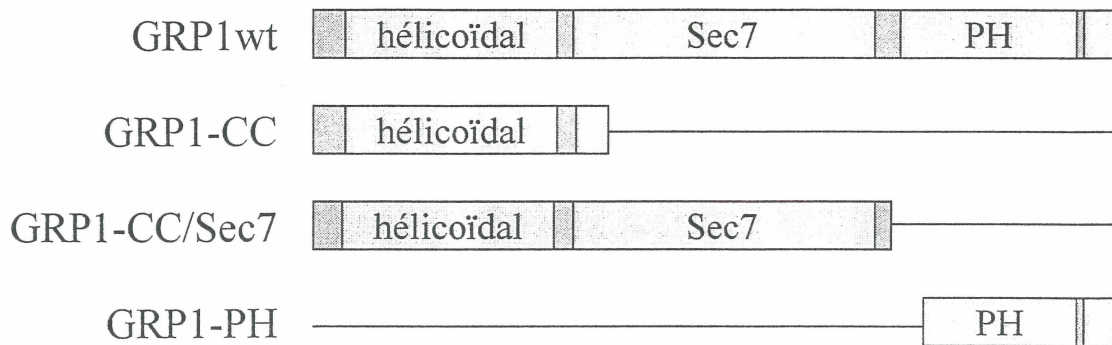 GRP1wt hélicoïdal Sec7 PH
GRP1-CC hélicoïdal
GRP1-CC/Sec7 hélicoïdal Sec7
GRP1-PH PH